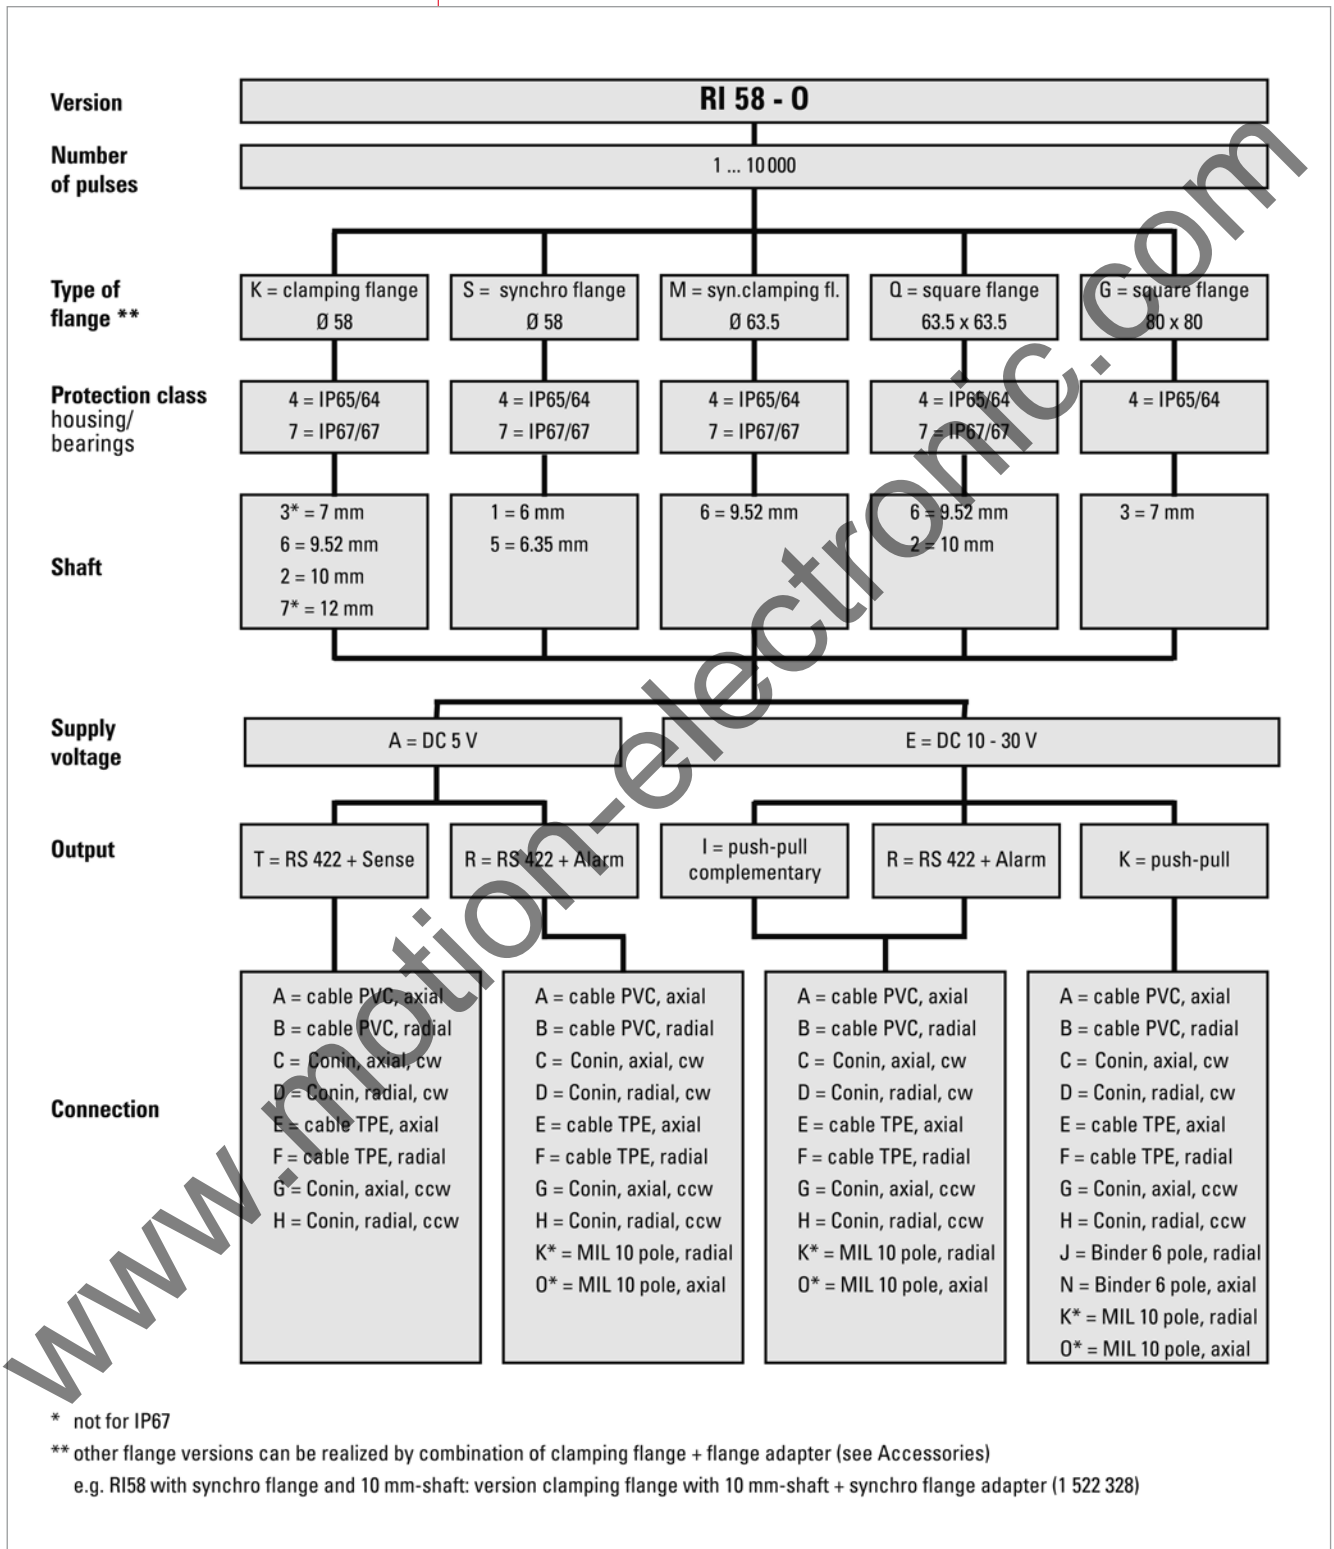 Version
RI 58 - O
Number
of pulses
1 ... 10 000
Type of
flange **
K = clamping flange
Ø 58
S = synchro flange
Ø 58
M = syn.clamping fl.
Ø 63.5
Q = square flange
63.5 x 63.5
G = square flange
80 x 80
Protection class
housing/
bearings
4 = IP65/64
7 = IP67/67
4 = IP65/64
7 = IP67/67
4 = IP65/64
7 = IP67/67
4 = IP65/64
7 = IP67/67
4 = IP65/64
Shaft
3* = 7 mm
6 = 9.52 mm
2 = 10 mm
7* = 12 mm
1 = 6 mm
5 = 6.35 mm
6 = 9.52 mm
6 = 9.52 mm
2 = 10 mm
3 = 7 mm
Supply
voltage
A = DC 5 V
E = DC 10 - 30 V
Output
T = RS 422 + Sense
R = RS 422 + Alarm
I = push-pull
complementary
R = RS 422 + Alarm
K = push-pull
Connection
A = cable PVC, axial
B = cable PVC, radial
C = Conin, axial, cw
D = Conin, radial, cw
E = cable TPE, axial
F = cable TPE, radial
G = Conin, axial, ccw
H = Conin, radial, ccw
A = cable PVC, axial
B = cable PVC, radial
C = Conin, axial, cw
D = Conin, radial, cw
E = cable TPE, axial
F = cable TPE, radial
G = Conin, axial, ccw
H = Conin, radial, ccw
K* = MIL 10 pole, radial
O* = MIL 10 pole, axial
A = cable PVC, axial
B = cable PVC, radial
C = Conin, axial, cw
D = Conin, radial, cw
E = cable TPE, axial
F = cable TPE, radial
G = Conin, axial, ccw
H = Conin, radial, ccw
K* = MIL 10 pole, radial
O* = MIL 10 pole, axial
A = cable PVC, axial
B = cable PVC, radial
C = Conin, axial, cw
D = Conin, radial, cw
E = cable TPE, axial
F = cable TPE, radial
G = Conin, axial, ccw
H = Conin, radial, ccw
J = Binder 6 pole, radial
N = Binder 6 pole, axial
K* = MIL 10 pole, radial
O* = MIL 10 pole, axial
* not for IP67
** other flange versions can be realized by combination of clamping flange + flange adapter (see Accessories)
e.g. RI58 with synchro flange and 10 mm-shaft: version clamping flange with 10 mm-shaft + synchro flange adapter (1 522 328)
www.motion-electronic.com